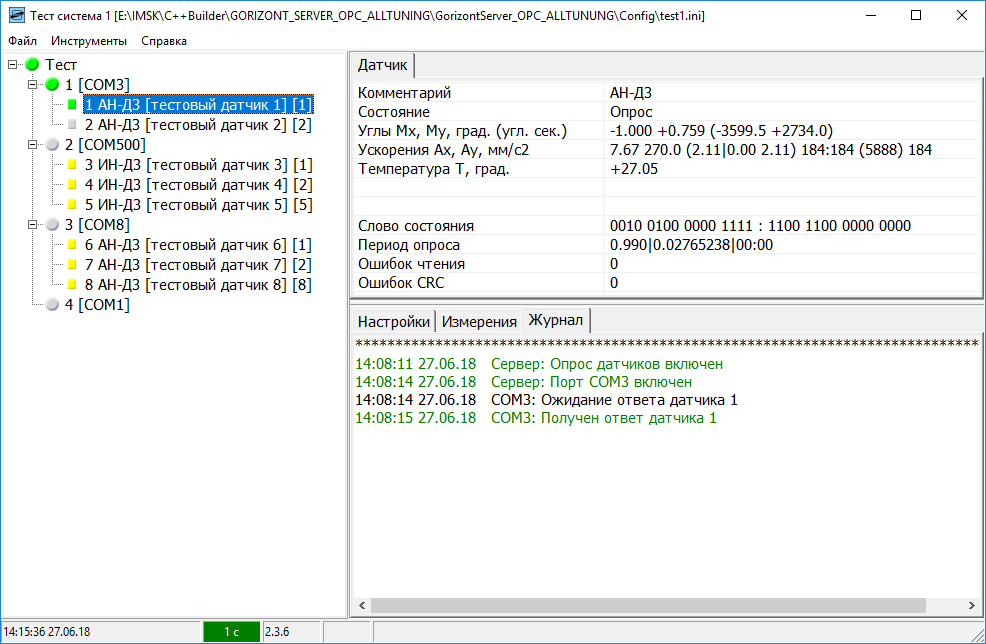 Тест система 1 [E:\IMSK\C++Builder\GORIZONT_SERVER_OPC_ALLTUNING\GorizontServer_OPC_ALLTUNUNG\Config\test1.ini]
Файл Инструменты Справка
Тест
1 [COM3]
1 АН-Д3 [тестовый датчик 1] [1]
2 АН-Д3 [тестовый датчик 2] [2]
2 [COM500]
3 ИН-Д3 [тестовый датчик 3] [1]
4 ИН-Д3 [тестовый датчик 4] [2]
5 ИН-Д3 [тестовый датчик 5] [5]
3 [COM8]
6 АН-Д3 [тестовый датчик 6] [1]
7 АН-Д3 [тестовый датчик 7] [2]
8 АН-Д3 [тестовый датчик 8] [8]
4 [COM1]
Датчик
Комментарий АН-Д3
Состояние Опрос
Углы Mx, My, град. (угл. сек.) -1.000 +0.759 (-3599.5 +2734.0)
Ускорения Ax, Ay, мм/с2 7.67 270.0 (2.11|0.00 2.11) 184:184 (5888) 184
Температура T, град. +27.05
Слово состояния 0010 0100 0000 1111 : 1100 1100 0000 0000
Период опроса 0.990|0.02765238|00:00
Ошибок чтения 0
Ошибок CRC 0
Настройки Измерения Журнал
******************************************************************************
14:08:11 27.06.18 Сервер: Опрос датчиков включен
14:08:14 27.06.18 Сервер: Порт COM3 включен
14:08:14 27.06.18 COM3: Ожидание ответа датчика 1
14:08:15 27.06.18 COM3: Получен ответ датчика 1
14:15:36 27.06.18 1 с 2.3.6